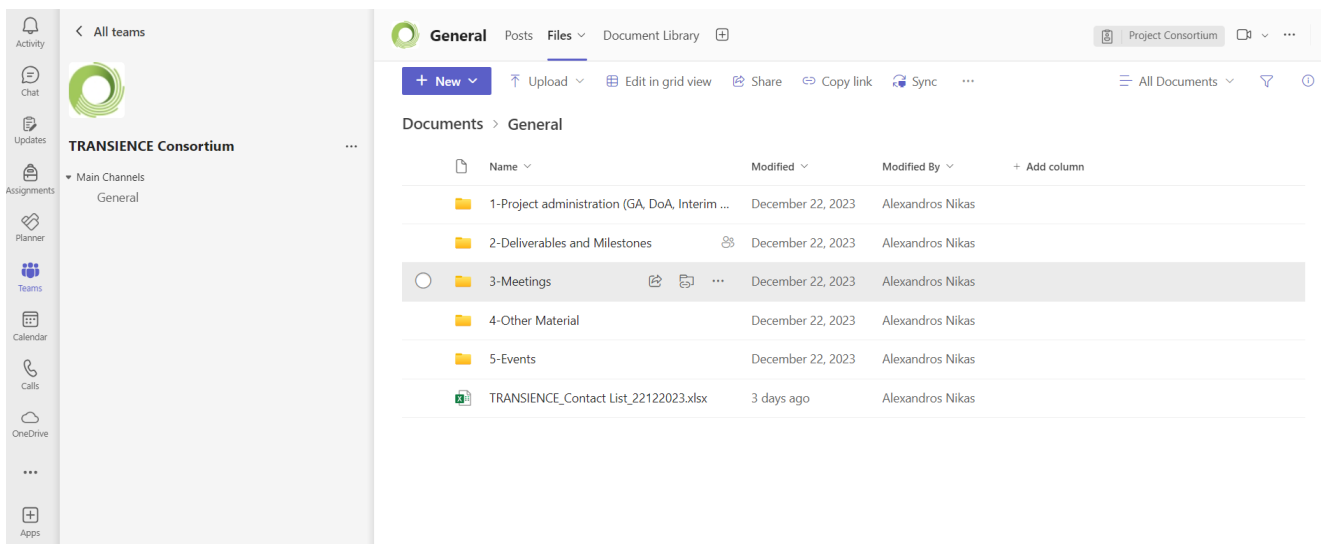 Activity
Chat
Updates
Assignments
Planner
Teams
Calendar
Calls
OneDrive
Apps
All teams
TRANSIENCE Consortium
Main Channels
General
General Posts Files Document Library
Project Consortium
New Upload Edit in grid view Share Copy link Sync
All Documents
Documents > General
Name Modified Modified By + Add column
1-Project administration (GA, DoA, Interim ... December 22, 2023 Alexandros Nikas
2-Deliverables and Milestones December 22, 2023 Alexandros Nikas
3-Meetings December 22, 2023 Alexandros Nikas
4-Other Material December 22, 2023 Alexandros Nikas
5-Events December 22, 2023 Alexandros Nikas
TRANSIENCE_Contact List_22122023.xlsx 3 days ago Alexandros Nikas